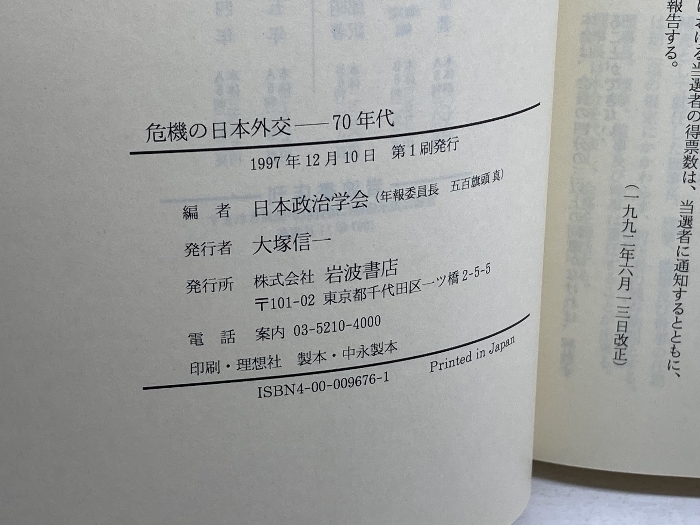 危機の日本外交――70年代
1997年12月10日　第1刷発行
編　者　日本政治学会（年報委員長　五百旗頭 真）
発行者　大塚信一
発行所　株式会社 岩波書店
〒101-02 東京都千代田区一ツ橋2-5-5
電　話　案内 03-5210-4000
印刷・理想社　製本・中永製本
ISBN4-00-009676-1　Printed in Japan
における当選者の得票数は、当選者に通知するとともに、
報告する。
（一九九二年六月一三日改正）